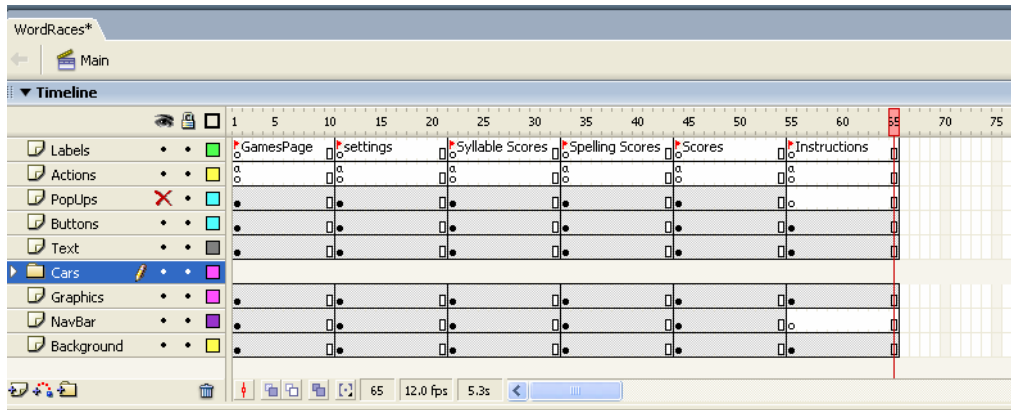 WordRaces*
Main
Timeline
1 5 10 15 20 25 30 35 40 45 50 55 60 65 70 75
Labels GamesPage settings Syllable Scores Spelling Scores Scores Instructions
Actions a a a a a a
PopUps
Buttons
Text
Cars
Graphics
NavBar
Background
65 12.0 fps 5.3s